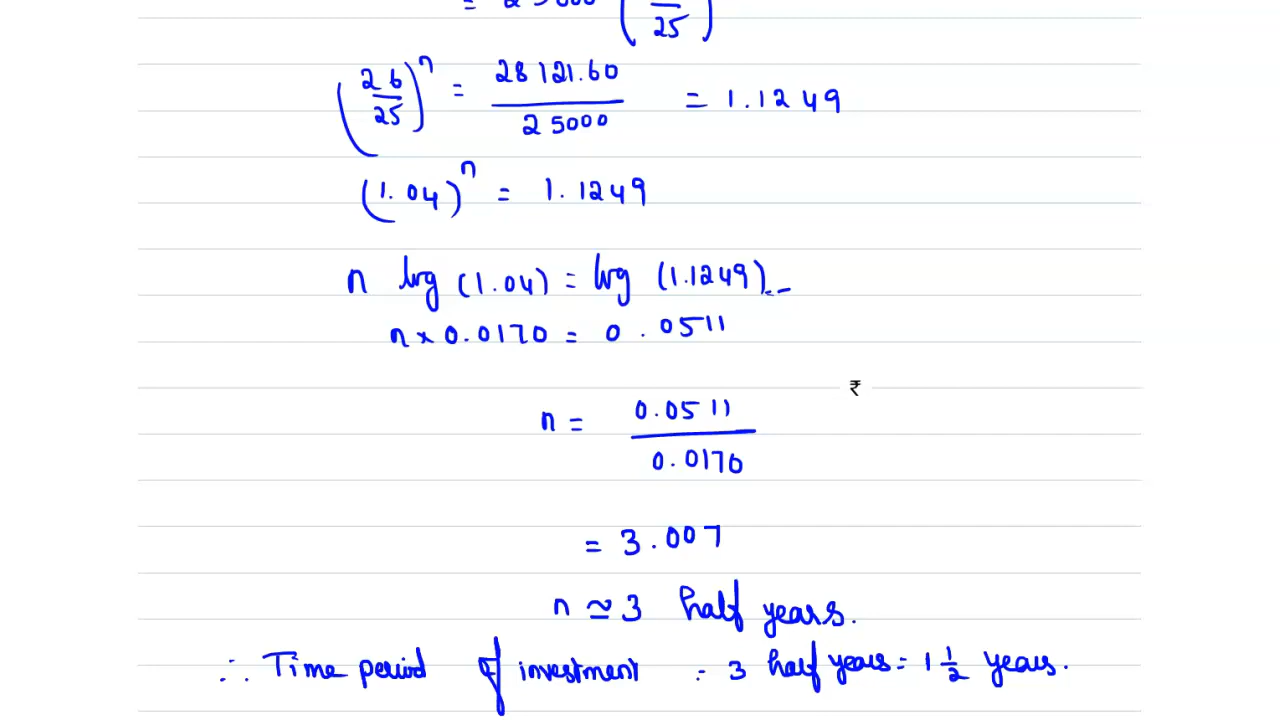 = 25000 ( /25 )
(26/25)^n = 28121.60/25000 = 1.1249
(1.04)^n = 1.1249
n log (1.04) = log (1.1249)
n × 0.0170 = 0.0511
₹
n = 0.0511/0.0170
= 3.007
n ≃ 3 half years.
∴ Time period of investment = 3 half years = 1 1/2 years.